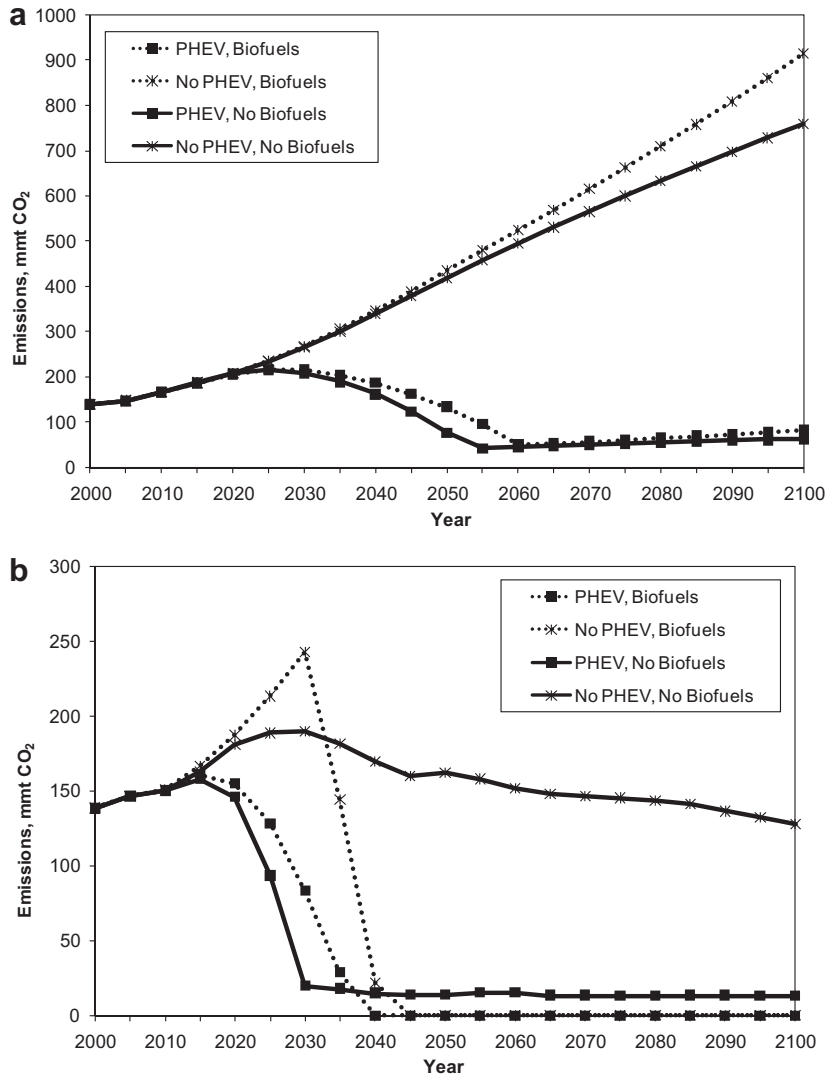 a
1000
900
800
700
600
500
400
300
200
100
0
Emissions, mmt CO₂
PHEV, Biofuels
No PHEV, Biofuels
PHEV, No Biofuels
No PHEV, No Biofuels
2000 2010 2020 2030 2040 2050 2060 2070 2080 2090 2100
Year
b
300
250
200
150
100
50
0
Emissions, mmt CO₂
PHEV, Biofuels
No PHEV, Biofuels
PHEV, No Biofuels
No PHEV, No Biofuels
2000 2010 2020 2030 2040 2050 2060 2070 2080 2090 2100
Year